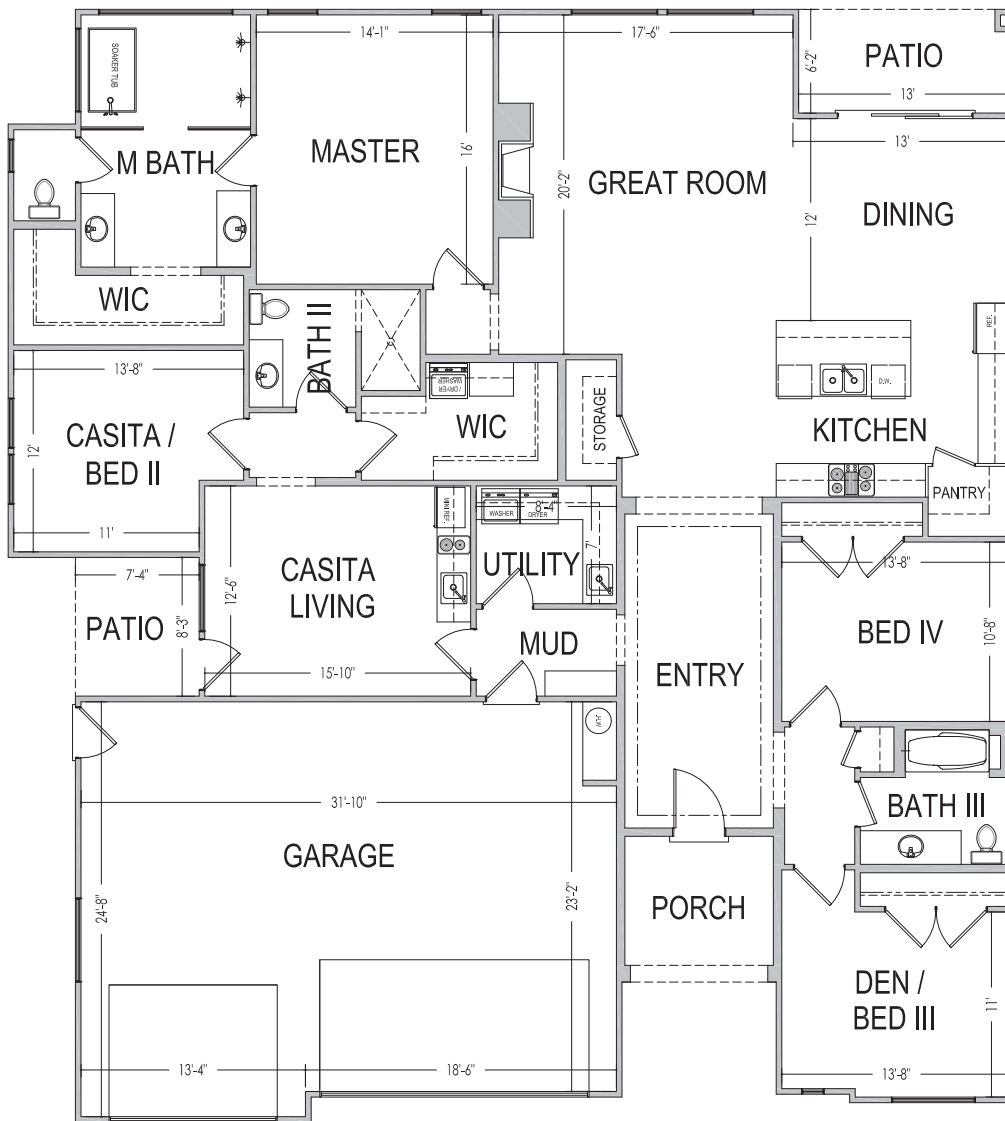 14'-1"
17'-6"
6'-2"
PATIO
13'
SOAKER TUB
M BATH
MASTER
16'
GREAT ROOM
20'-2"
13'
12'
DINING
WIC
BATH II
REF.
13'-8"
WASHER
/ DRYER
D.W.
CASITA /
BED II
12'
WIC
STORAGE
KITCHEN
PANTRY
11'
MINI REF.
WASHER
DRYER
8'-4"
7'
UTILITY
13'-8"
7'-4"
PATIO
8'-3"
12'-6"
CASITA
LIVING
15'-10"
MUD
ENTRY
BED IV
10'-8"
H.W.
31'-10"
GARAGE
24'-8"
23'-2"
BATH III
PORCH
DEN /
BED III
11'
13'-4"
18'-6"
13'-8"